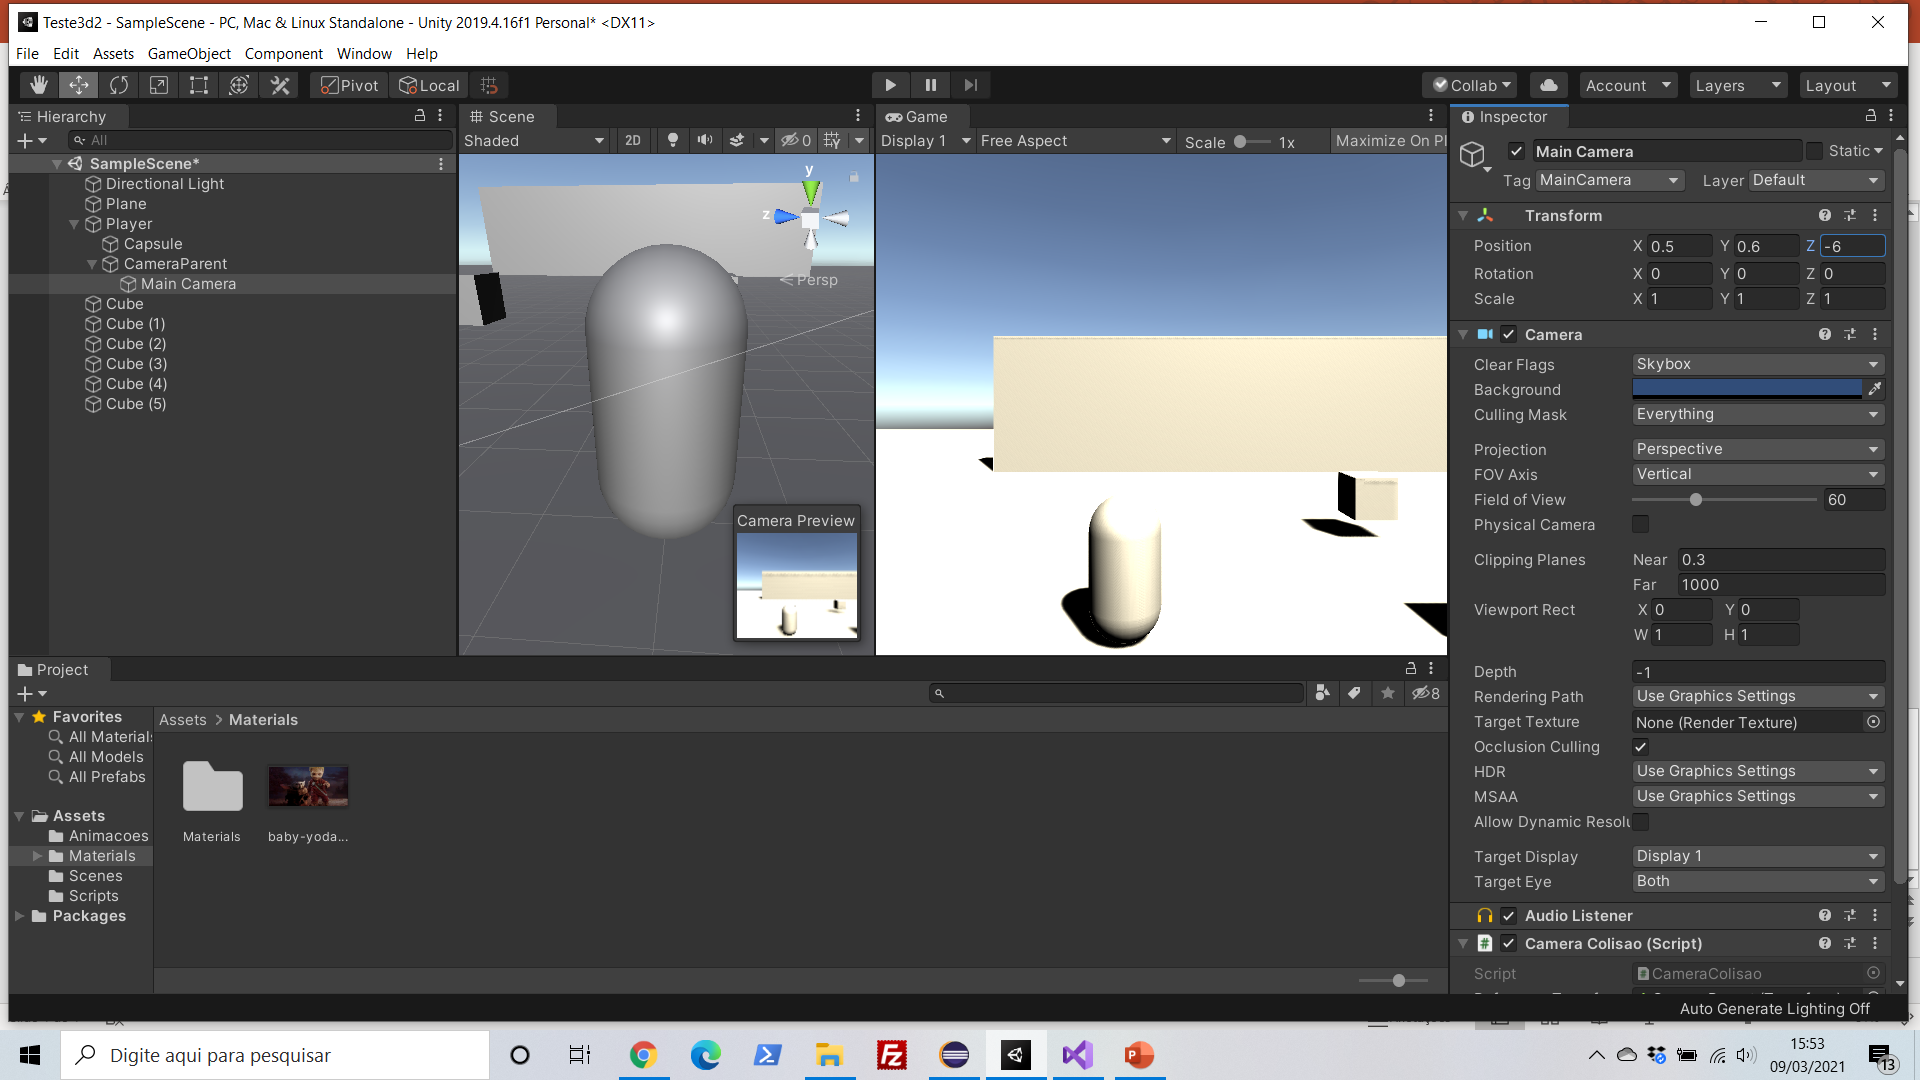 Teste3d2 - SampleScene - PC, Mac & Linux Standalone - Unity 2019.4.16f1 Personal* <DX11>
File Edit Assets GameObject Component Window Help
Pivot Local Collab Account Layers Layout
Hierarchy
All
SampleScene*
Directional Light
Plane
Player
Capsule
CameraParent
Main Camera
Cube
Cube (1)
Cube (2)
Cube (3)
Cube (4)
Cube (5)
Scene
Shaded 2D 0
y
z
Persp
Camera Preview
Game
Display 1 Free Aspect Scale 1x Maximize On Pl
Inspector
Main Camera Static
Tag MainCamera Layer Default
Transform
Position X 0.5 Y 0.6 Z -6
Rotation X 0 Y 0 Z 0
Scale X 1 Y 1 Z 1
Camera
Clear Flags Skybox
Background
Culling Mask Everything
Projection Perspective
FOV Axis Vertical
Field of View 60
Physical Camera
Clipping Planes Near 0.3
Far 1000
Viewport Rect X 0 Y 0
W 1 H 1
Depth -1
Rendering Path Use Graphics Settings
Target Texture None (Render Texture)
Occlusion Culling
HDR Use Graphics Settings
MSAA Use Graphics Settings
Allow Dynamic Resolu
Target Display Display 1
Target Eye Both
Audio Listener
Camera Colisao (Script)
Script CameraColisao
Project
8
Favorites
All Materials
All Models
All Prefabs
Assets
Animacoes
Materials
Scenes
Scripts
Packages
Assets > Materials
Materials
baby-yoda...
Auto Generate Lighting Off
Digite aqui para pesquisar
15:53
09/03/2021
13